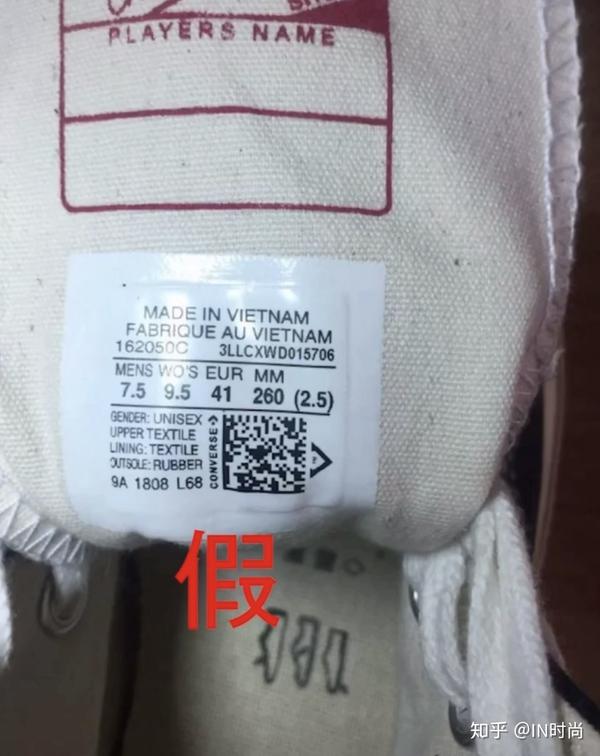 PLAYERS NAME
MADE IN VIETNAM
FABRIQUE AU VIETNAM
162050C 3LLCXWD015706
MENS WO'S EUR MM
7.5 9.5 41 260 (2.5)
GENDER: UNISEX
UPPER TEXTILE
LINING: TEXTILE
OUTSOLE: RUBBER
9A 1808 L68
CONVERSE
Z
假
知乎 @IN时尚